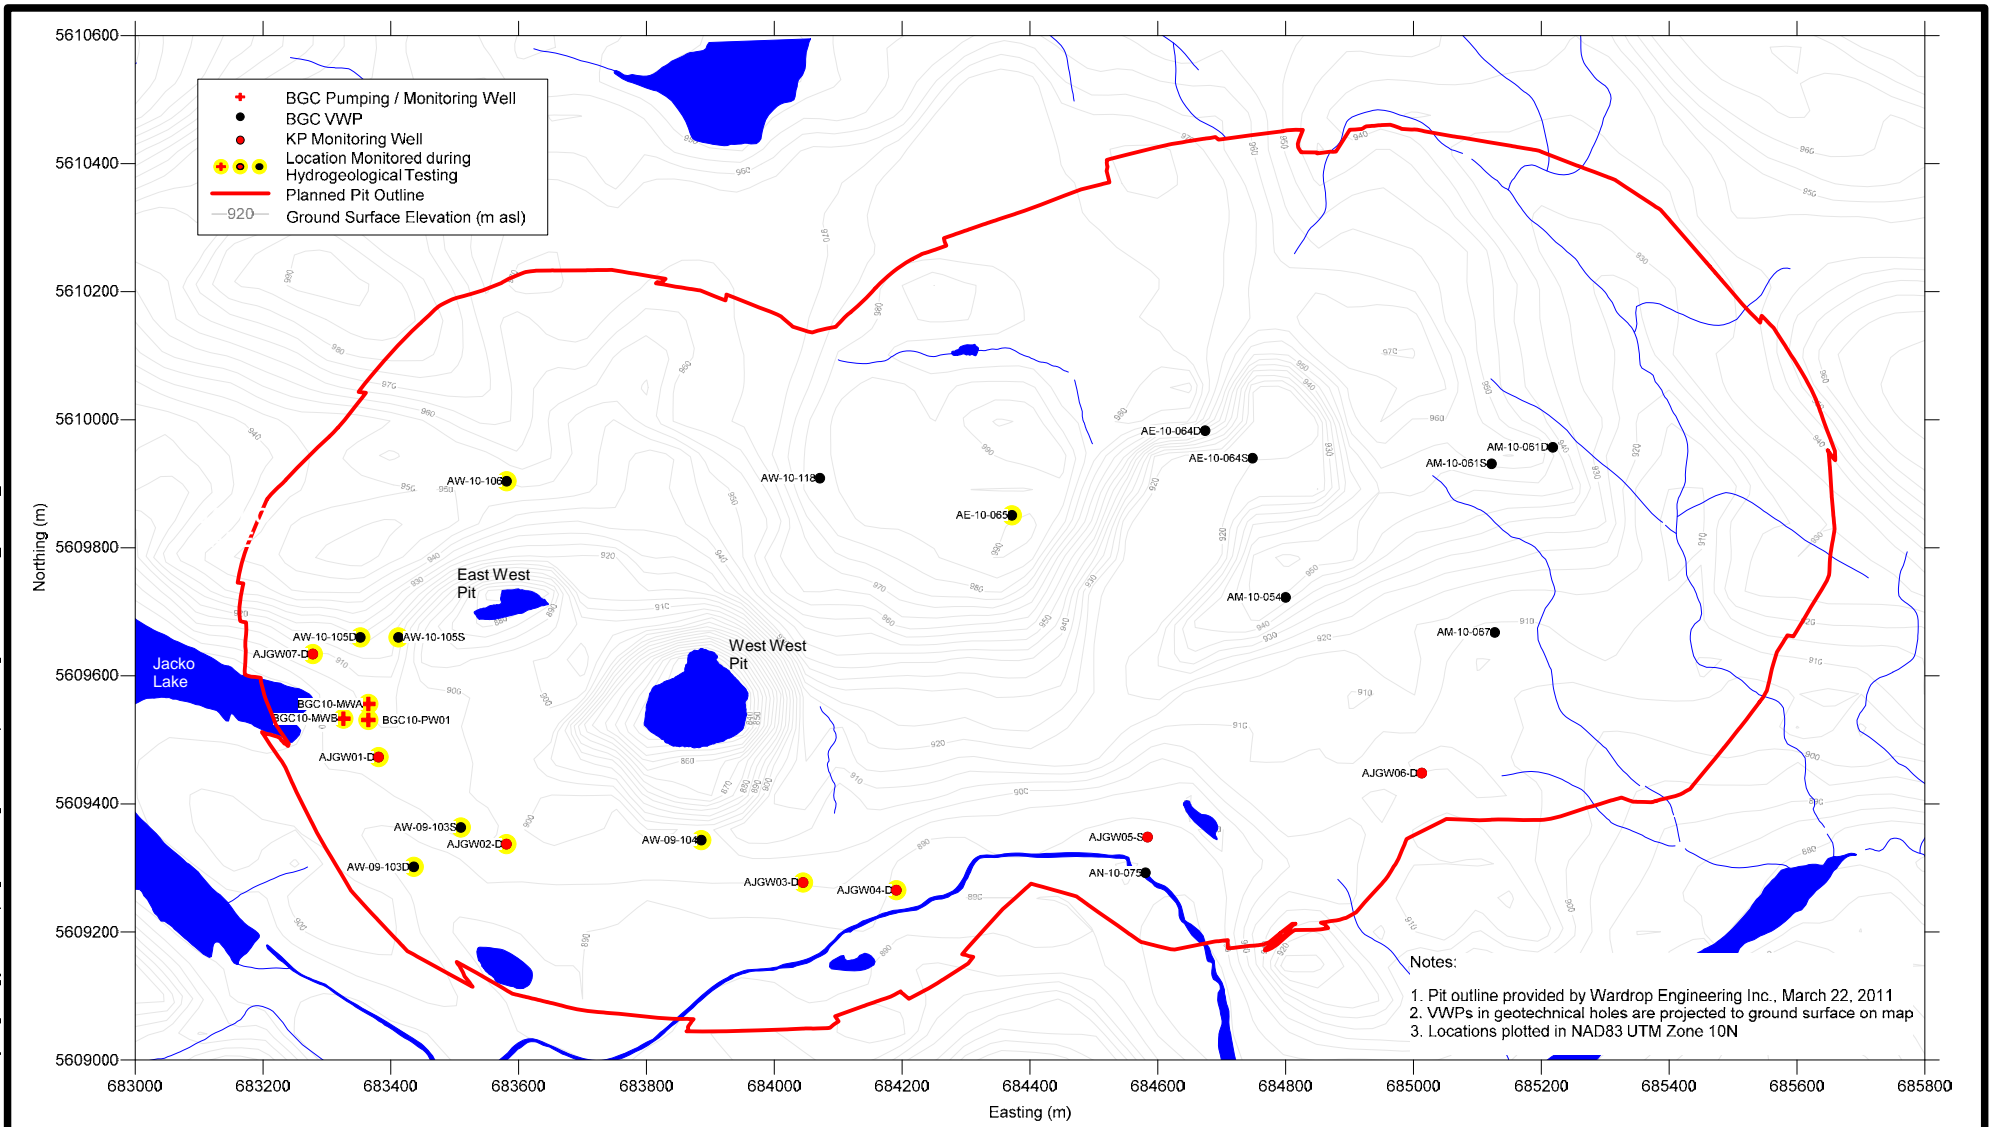 5610600
5610400
5610200
5610000
5609800
5609600
5609400
5609200
5609000
Northing (m)
BGC Pumping / Monitoring Well
BGC VWP
KP Monitoring Well
Location Monitored during
Hydrogeological Testing
Planned Pit Outline
920 Ground Surface Elevation (m asl)
AE-10-064D
AE-10-064S
AM-10-061D
AM-10-061S
AW-10-106
AW-10-118
AE-10-065
East West
Pit
AM-10-054
AM-10-067
AW-10-105D
AW-10-105S
AJGW07-D
West West
Pit
Jacko
Lake
BGC10-MWA
BGC10-MWB
BGC10-PW01
AJGW01-D
AJGW06-D
AW-09-103S
AJGW02-D
AW-09-104
AJGW05-S
AW-09-103D
AJGW03-D
AJGW04-D
AN-10-075
Notes:
1. Pit outline provided by Wardrop Engineering Inc., March 22, 2011
2. VWPs in geotechnical holes are projected to ground surface on map
3. Locations plotted in NAD83 UTM Zone 10N
683000 683200 683400 683600 683800 684000 684200 684400 684600 684800 685000 685200 685400 685600 685800
Easting (m)